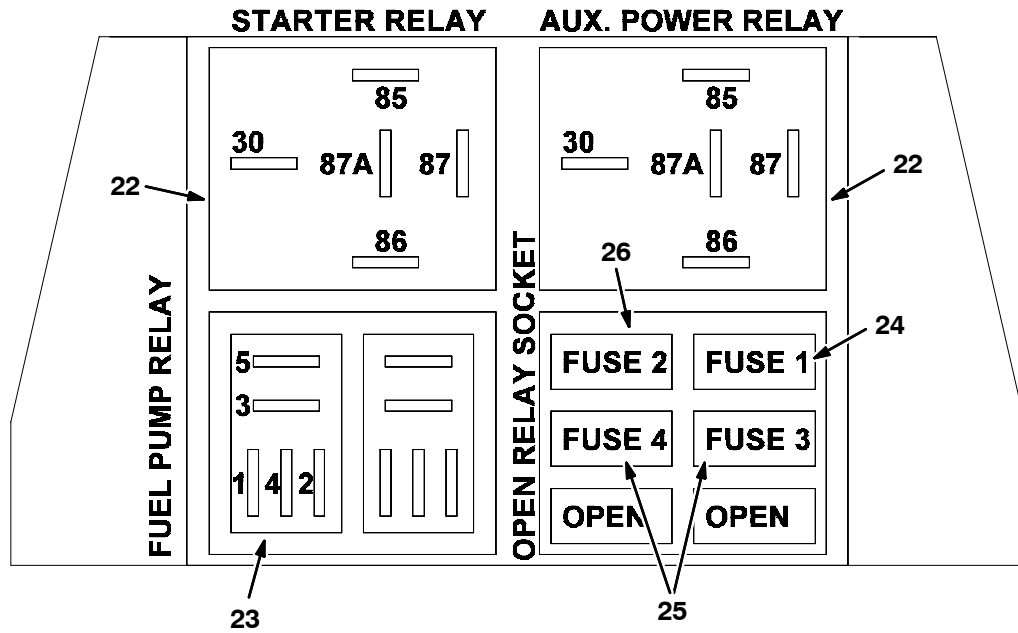 STARTER RELAY
AUX. POWER RELAY
85
30
87A
87
86
22
85
30
87A
87
86
22
FUEL PUMP RELAY
5
3
1
4
2
23
OPEN RELAY SOCKET
26
24
FUSE 2
FUSE 1
FUSE 4
FUSE 3
OPEN
OPEN
25